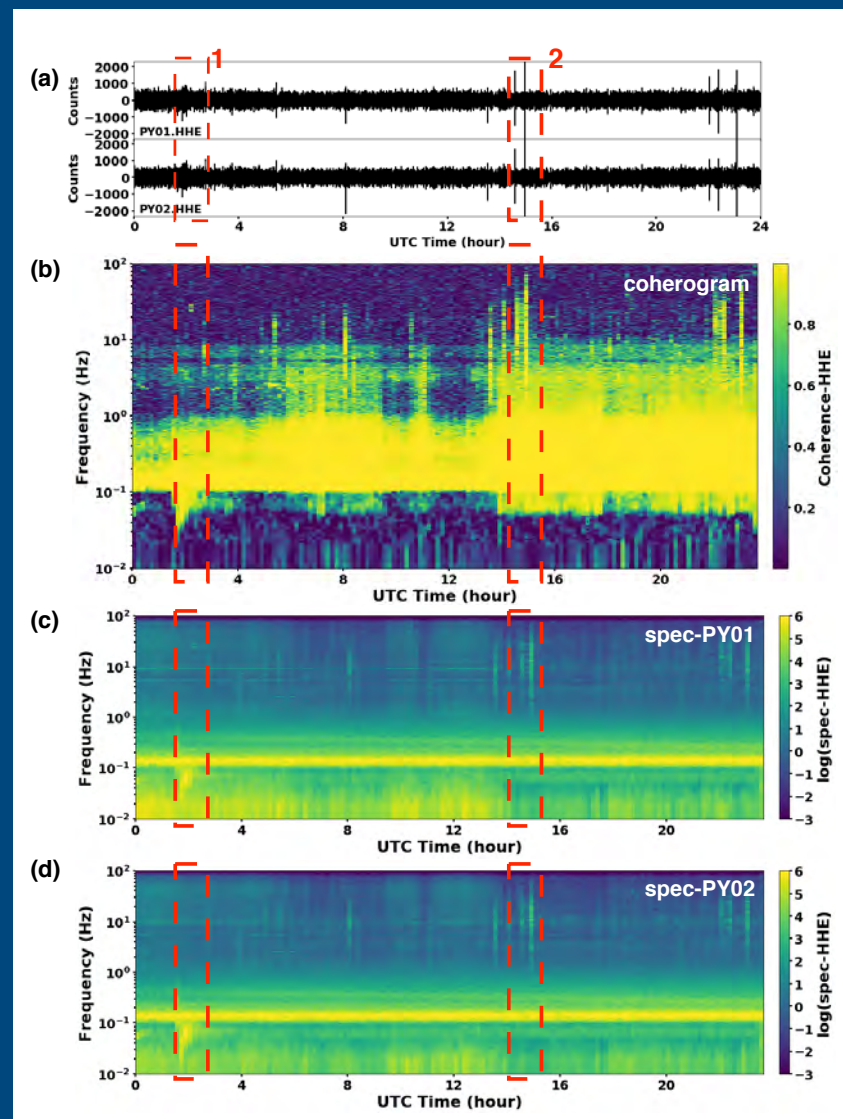 1
2
(a)
Counts
2000
1000
0
−1000
−2000
PY01.HHE
Counts
2000
1000
0
−1000
−2000
PY02.HHE
0 4 8 12 16 20 24
UTC Time (hour)
(b)
coherogram
Frequency (Hz)
10²
10¹
10⁰
10⁻¹
10⁻²
0 4 8 12 16 20
UTC Time (hour)
0.8
0.6
0.4
0.2
Coherence-HHE
(c)
spec-PY01
Frequency (Hz)
10²
10¹
10⁰
10⁻¹
10⁻²
0 4 8 12 16 20
UTC Time (hour)
6
5
4
3
2
1
0
−1
−2
−3
log(spec-HHE)
(d)
spec-PY02
Frequency (Hz)
10²
10¹
10⁰
10⁻¹
10⁻²
0 4 8 12 16 20
UTC Time (hour)
6
5
4
3
2
1
0
−1
−2
−3
log(spec-HHE)